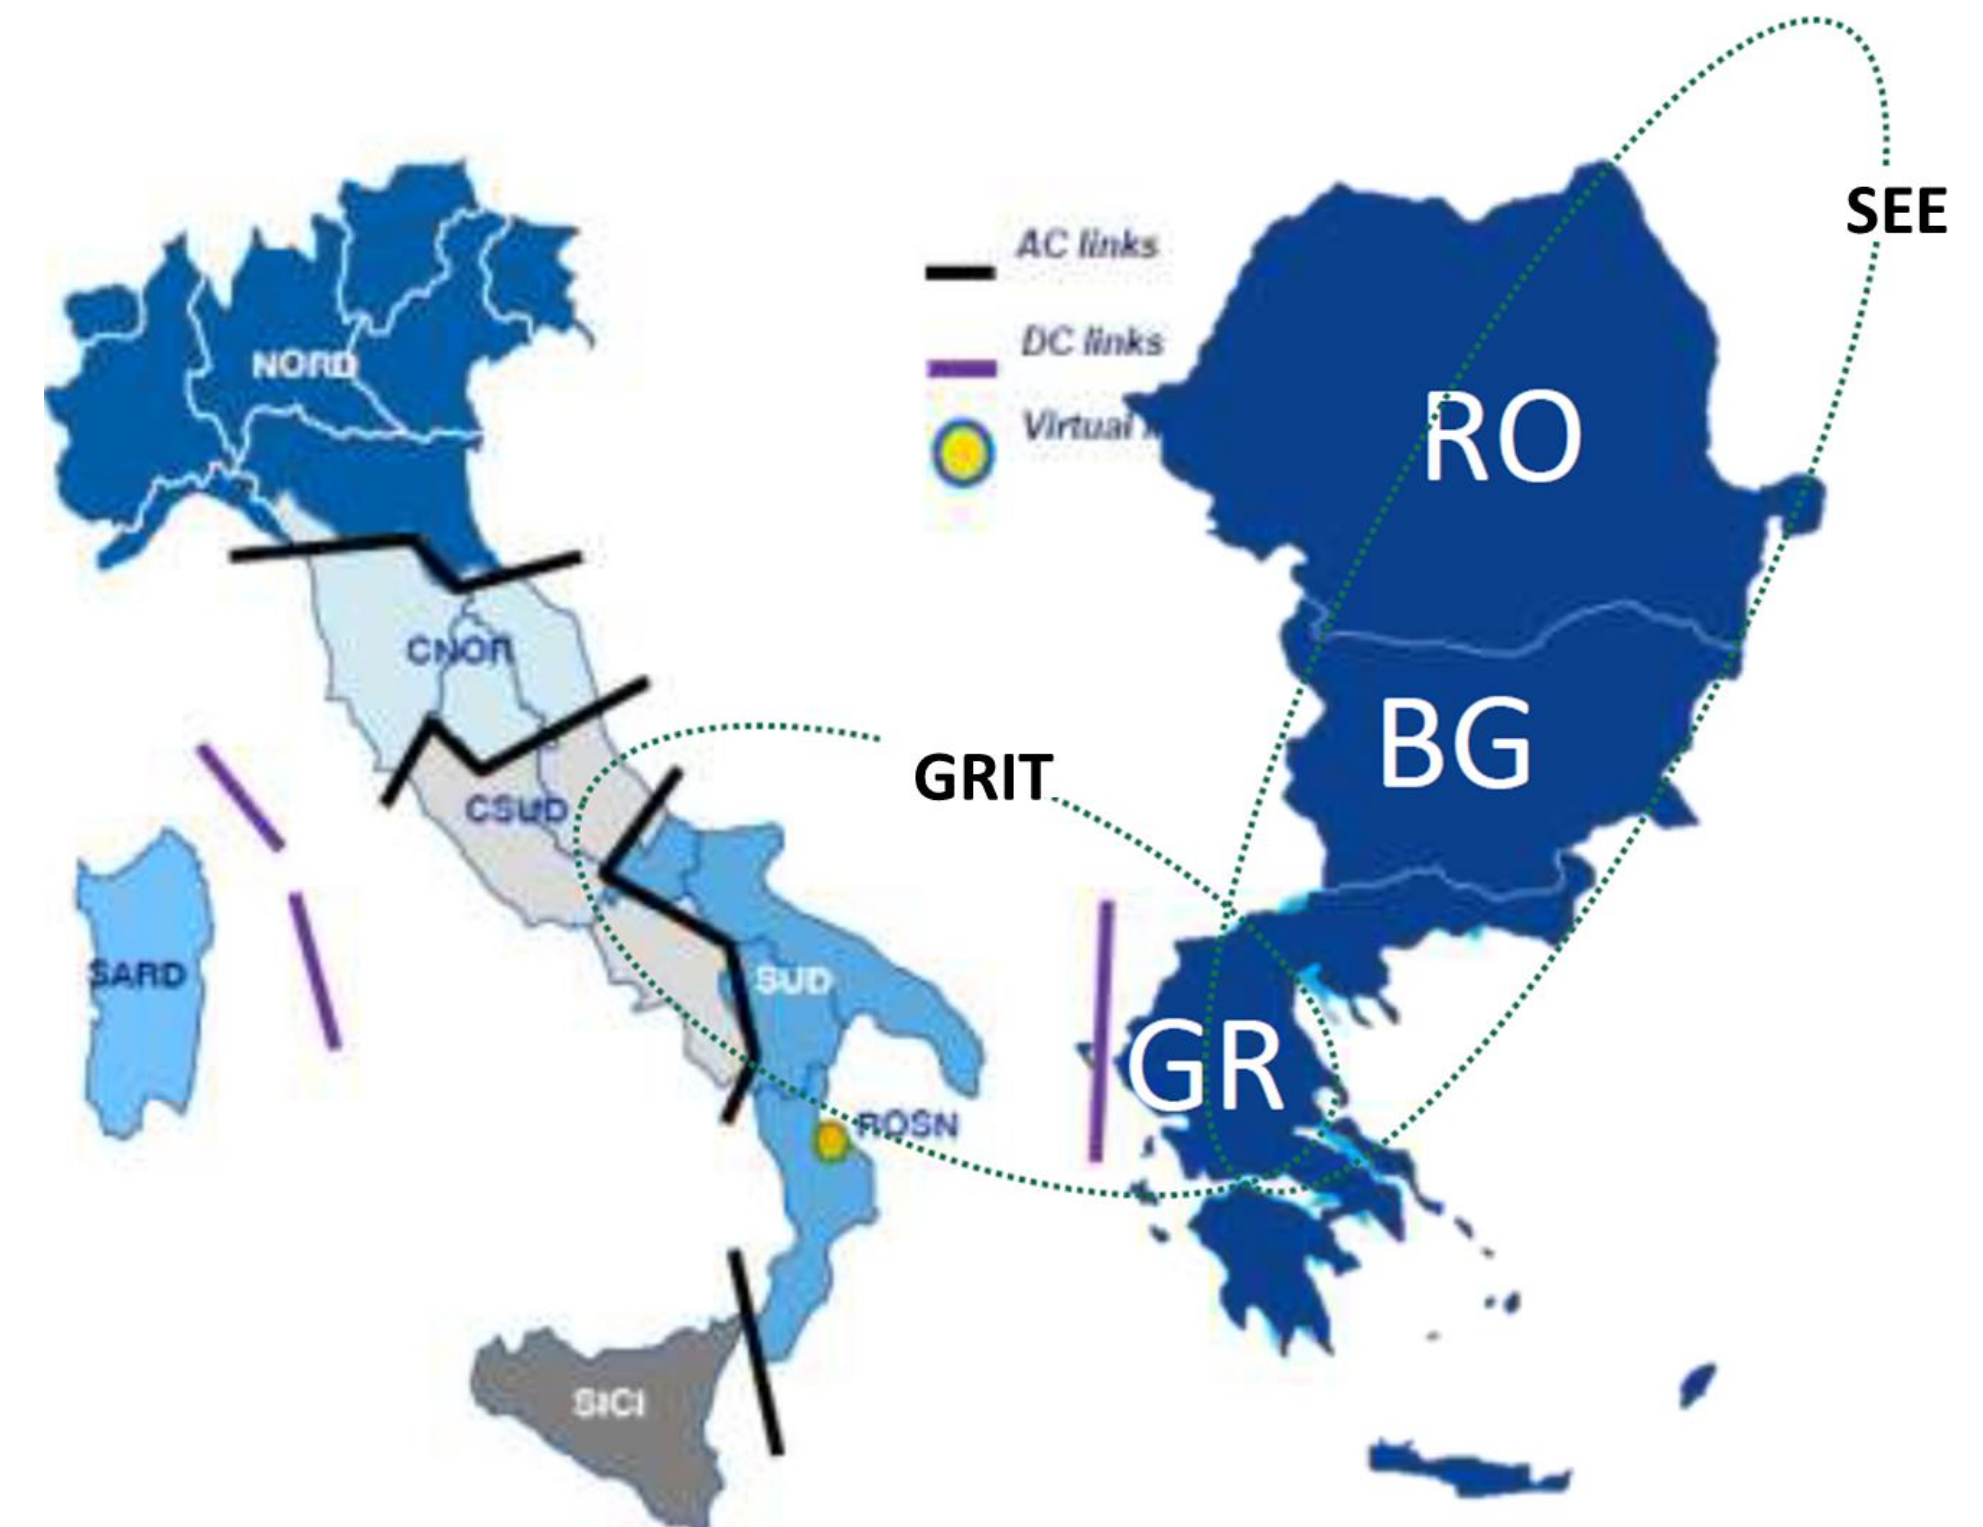 SEE
AC links
DC links
Virtual
NORD
RO
CNOR
BG
GRIT
CSUD
SARD
SUD
GR
ROSN
SICI